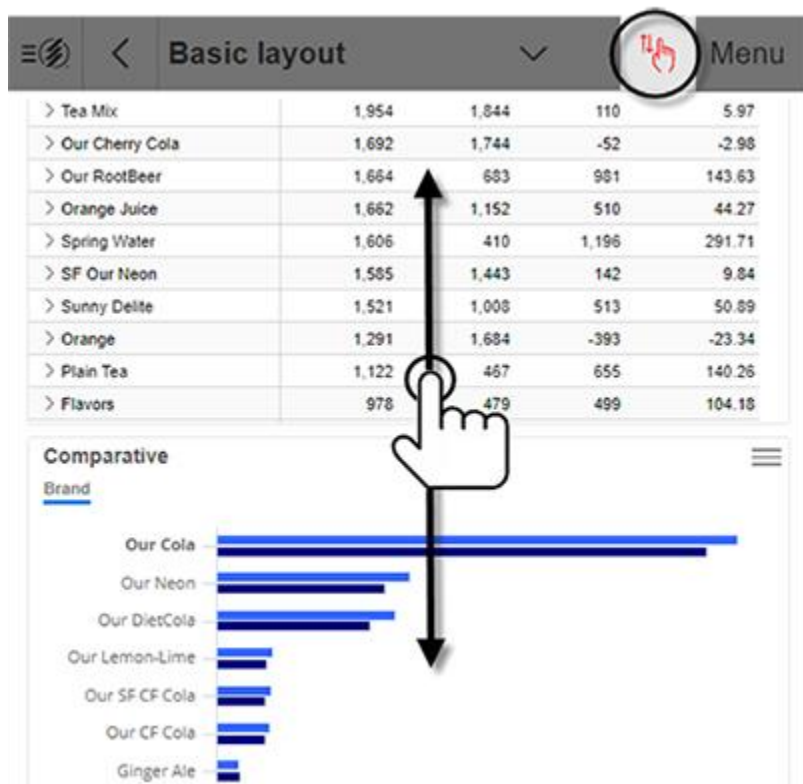 Basic layout Menu
> Tea Mix 1,954 1,844 110 5.97
> Our Cherry Cola 1,692 1,744 -52 -2.98
> Our RootBeer 1,664 683 981 143.63
> Orange Juice 1,662 1,152 510 44.27
> Spring Water 1,606 410 1,196 291.71
> SF Our Neon 1,585 1,443 142 9.84
> Sunny Delite 1,521 1,008 513 50.89
> Orange 1,291 1,684 -393 -23.34
> Plain Tea 1,122 467 655 140.26
> Flavors 978 479 499 104.18
Comparative
Brand
Our Cola
Our Neon
Our DietCola
Our Lemon-Lime
Our SF CF Cola
Our CF Cola
Ginger Ale